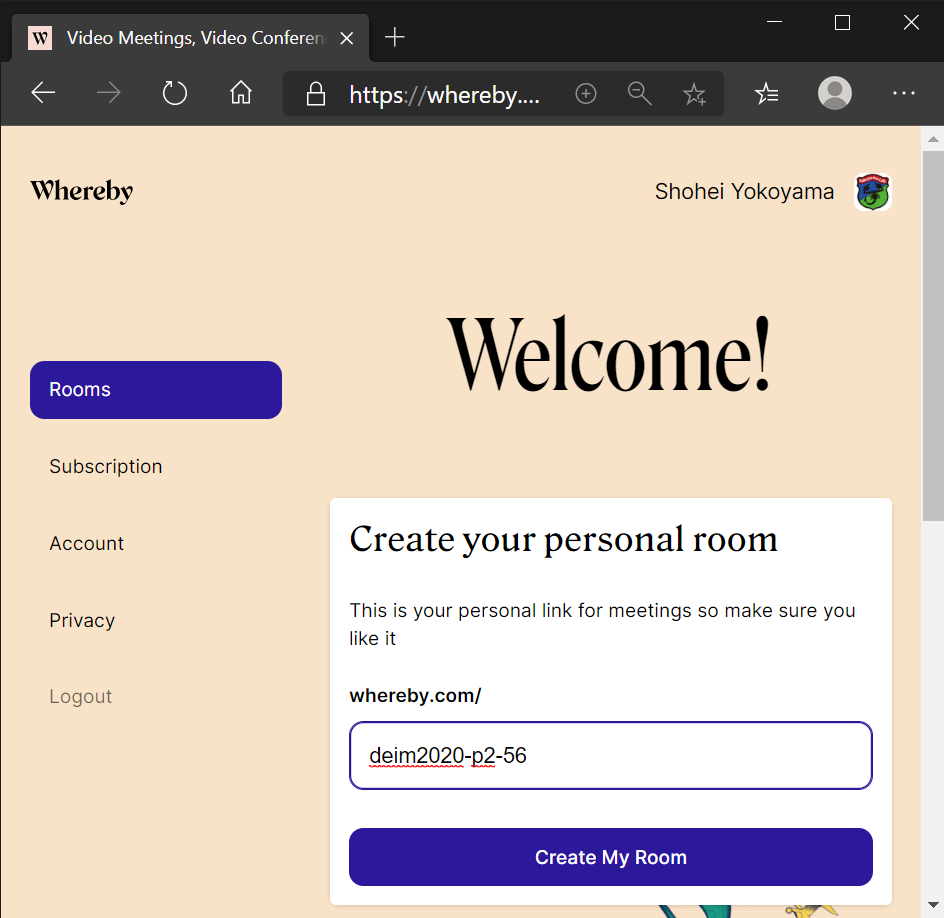 W Video Meetings, Video Conferen
https://whereby....
Whereby
Shohei Yokoyama
Welcome!
Rooms
Subscription
Account
Privacy
Logout
Create your personal room
This is your personal link for meetings so make sure you
like it
whereby.com/
deim2020-p2-56
Create My Room